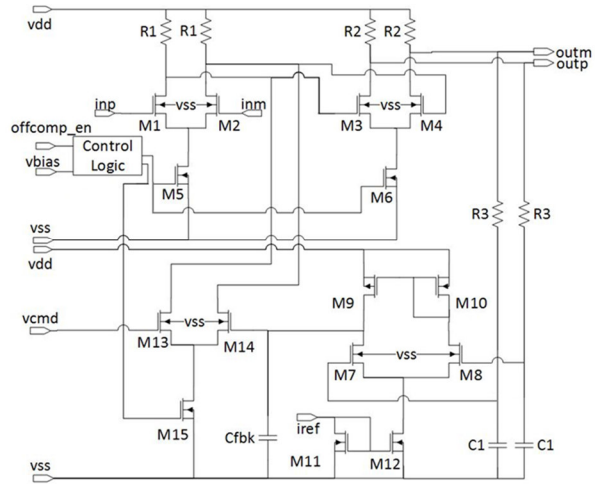 vdd
R1 R1 R2 R2
outm
outp
inp vss inm vss
M1 M2 M3 M4
offcomp_en
Control
Logic
vbias
M5 M6
R3 R3
vss
vdd
M9 M10
vcmd vss
M13 M14
vss
M7 M8
M15 Cfbk iref
M11 M12
C1 C1
vss